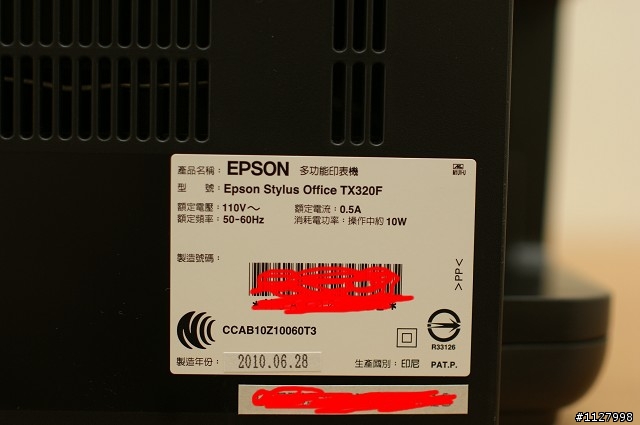 產品名稱：EPSON 多功能印表機
型 號：Epson Stylus Office TX320F
額定電壓：110V～ 額定電流：0.5A
額定頻率：50-60Hz 消耗電功率：操作中約 10W
製造號碼：
>PP<
CCAB10Z10060T3
R33126
製造年份：2010.06.28 生產國別：印尼 PAT.P.
#1127998